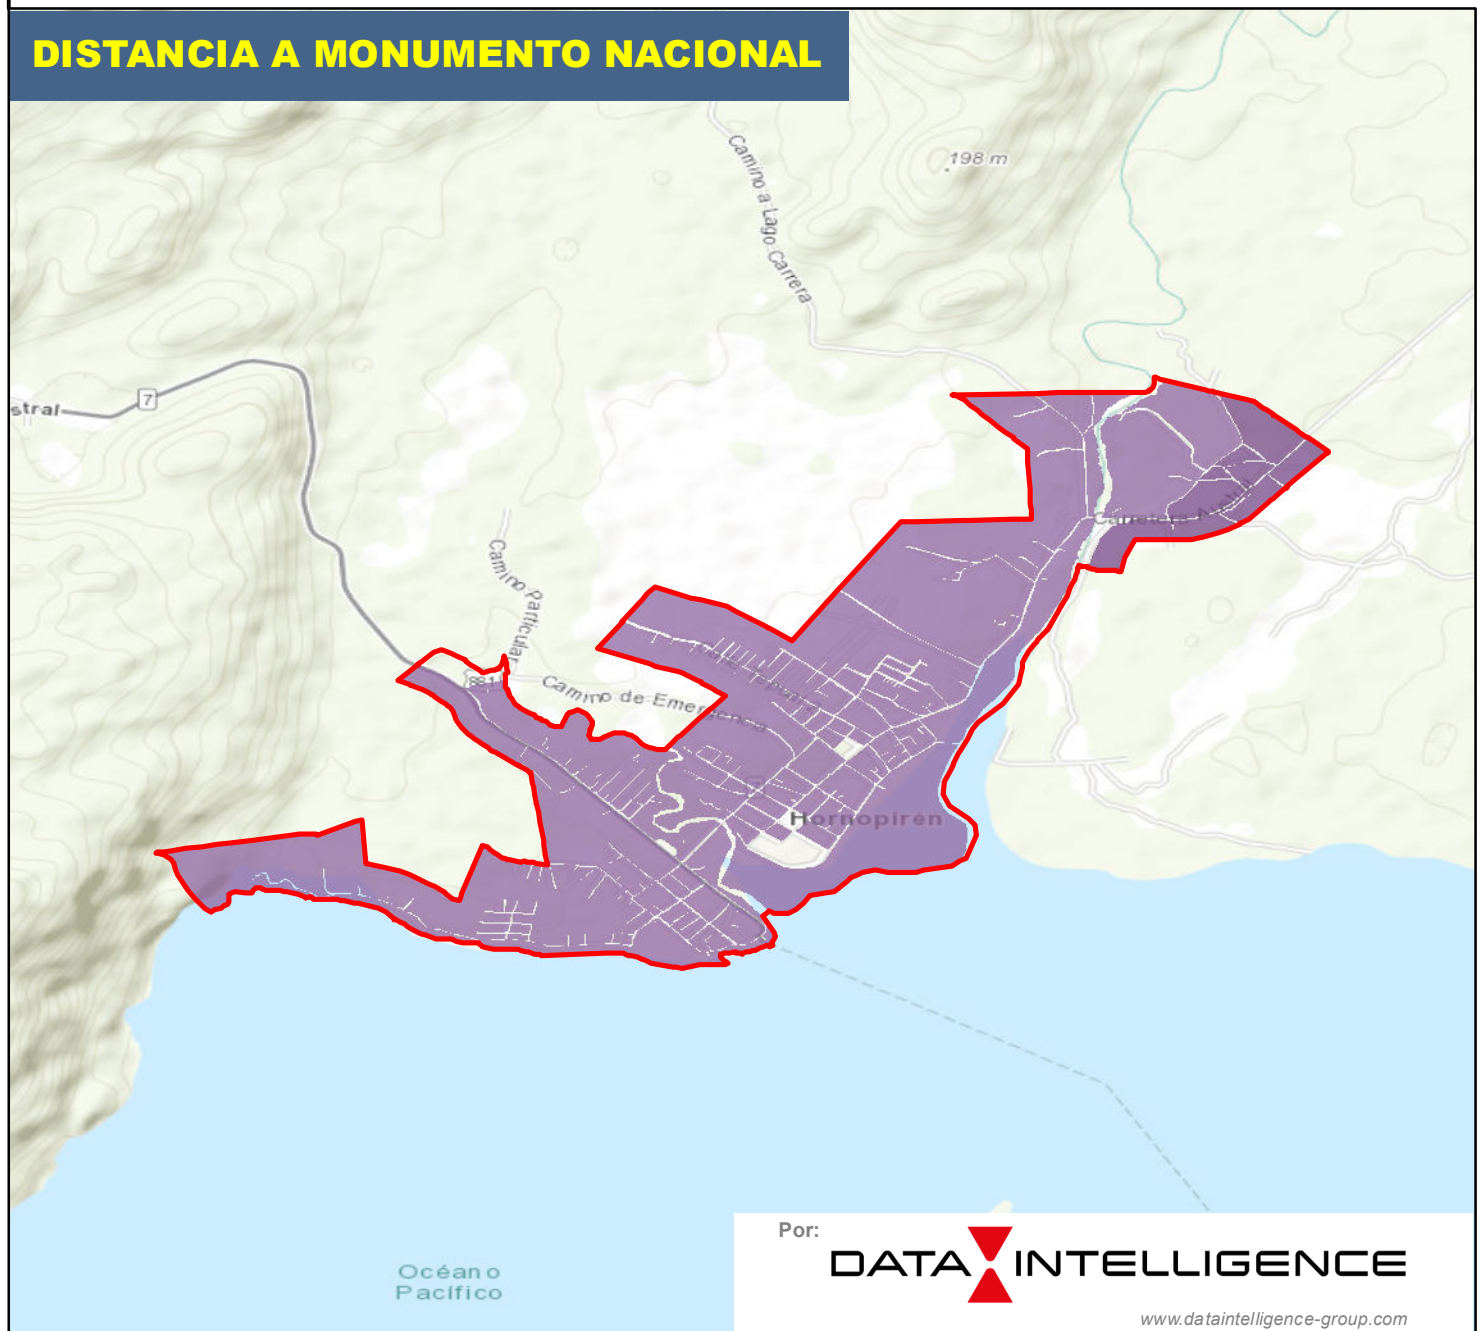 DISTANCIA A MONUMENTO NACIONAL
198 m
Camino a Lago Carrera
stral
7
Camino Particular
881
Camino de Emergencia
Hornopiren
Océano
Pacífico
Por:
DATA INTELLIGENCE
www.dataintelligence-group.com